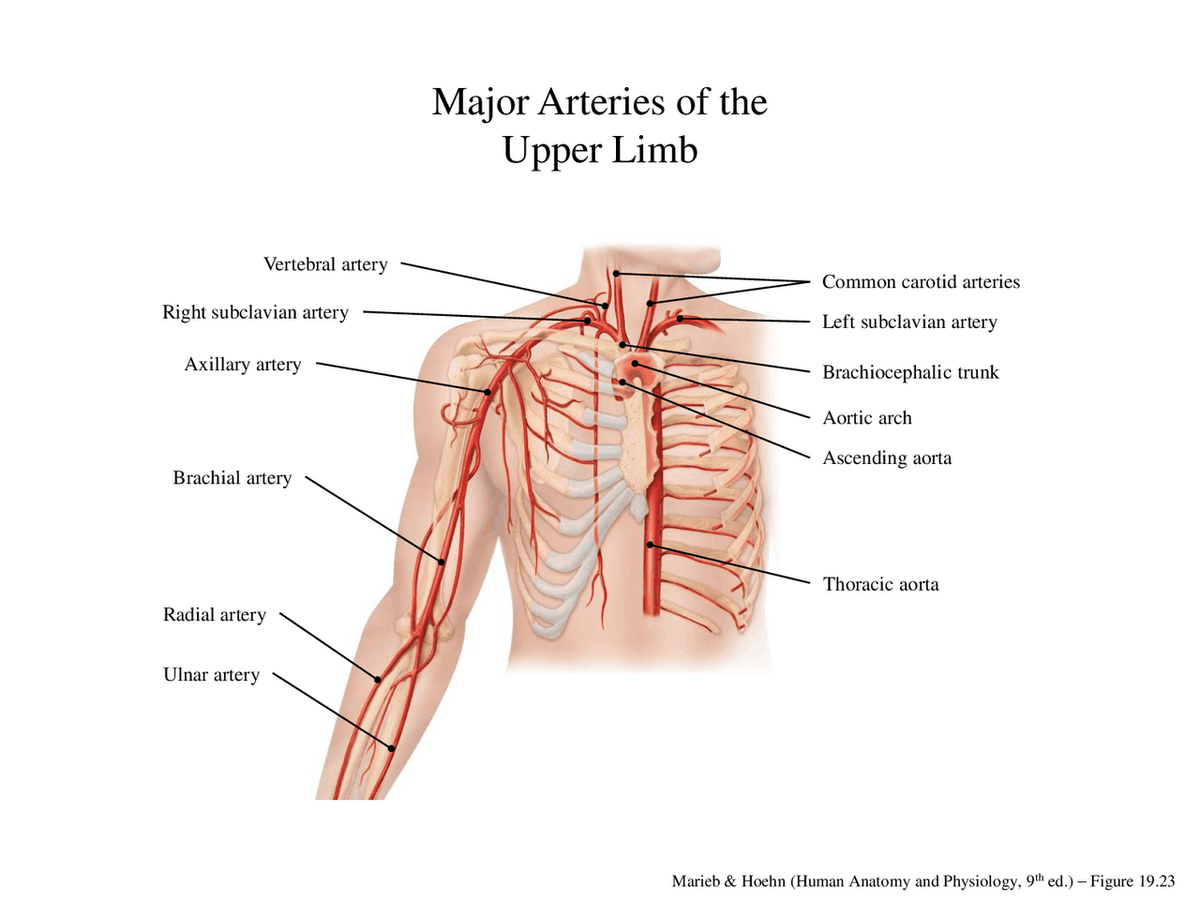 Major Arteries of the
Upper Limb
Vertebral artery
Right subclavian artery
Axillary artery
Brachial artery
Radial artery
Ulnar artery
Common carotid arteries
Left subclavian artery
Brachiocephalic trunk
Aortic arch
Ascending aorta
Thoracic aorta
Marieb & Hoehn (Human Anatomy and Physiology, 9th ed.) – Figure 19.23